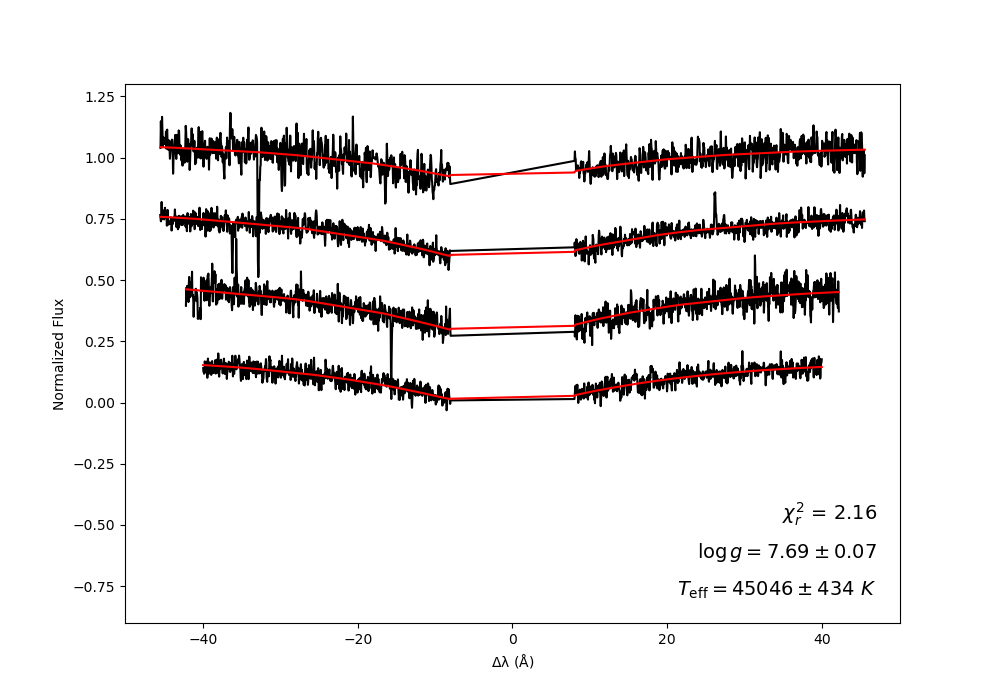 1.25
1.00
0.75
0.50
0.25
0.00
−0.25
−0.50
−0.75
Normalized Flux
χ²ᵣ = 2.16
log g = 7.69 ± 0.07
T_eff = 45046 ± 434 K
−40 −20 0 20 40
Δλ (Å)